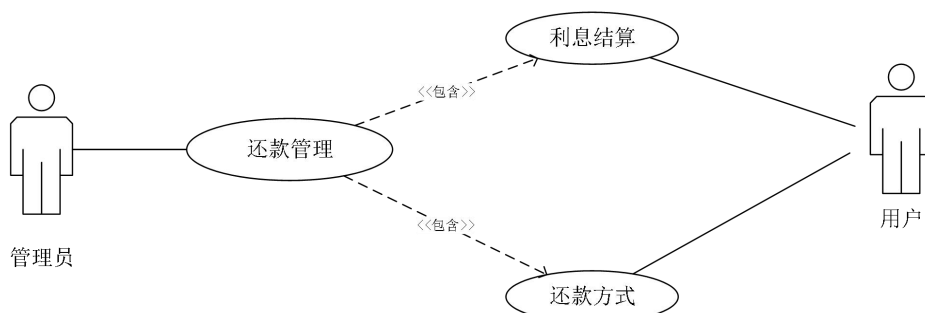 利息结算
<<包含>>
还款管理
用户
<<包含>>
管理员
还款方式